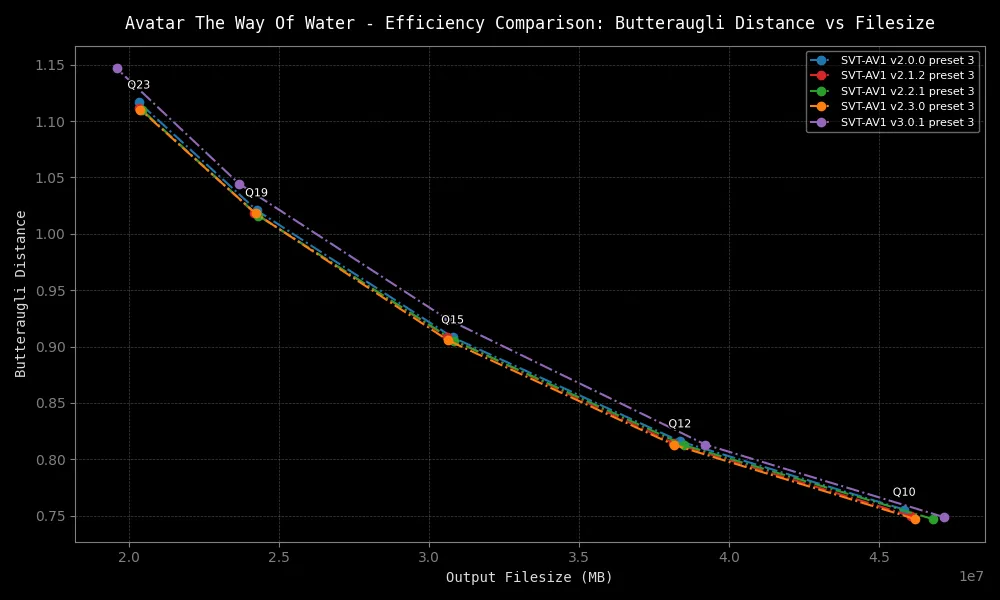 Avatar The Way Of Water - Efficiency Comparison: Butteraugli Distance vs Filesize
SVT-AV1 v2.0.0 preset 3
SVT-AV1 v2.1.2 preset 3
SVT-AV1 v2.2.1 preset 3
SVT-AV1 v2.3.0 preset 3
SVT-AV1 v3.0.1 preset 3
Butteraugli Distance
1.15
1.10
1.05
1.00
0.95
0.90
0.85
0.80
0.75
Q23
Q19
Q15
Q12
Q10
2.0
2.5
3.0
3.5
4.0
4.5
1e7
Output Filesize (MB)